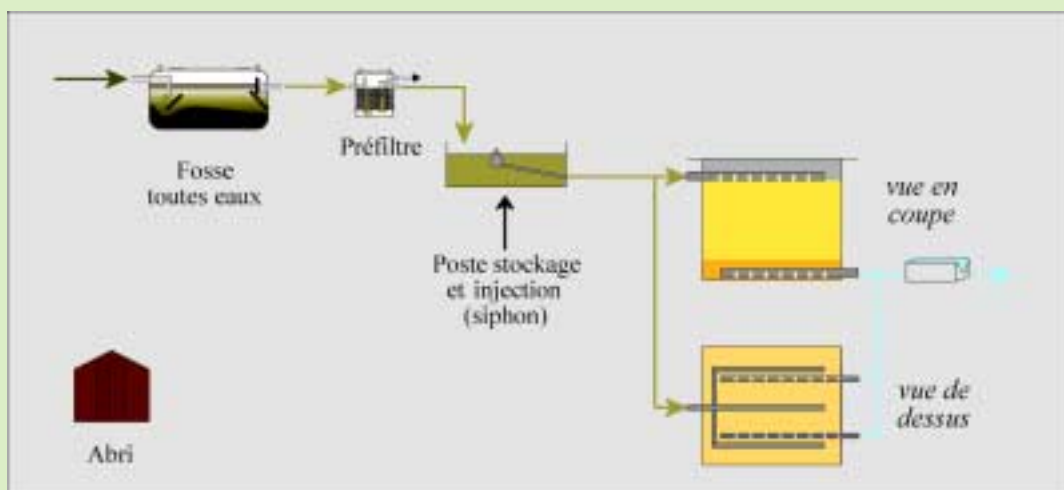 Fosse
toutes eaux
Préfiltre
Poste stockage
et injection
(siphon)
vue en
coupe
vue de
dessus
Abri